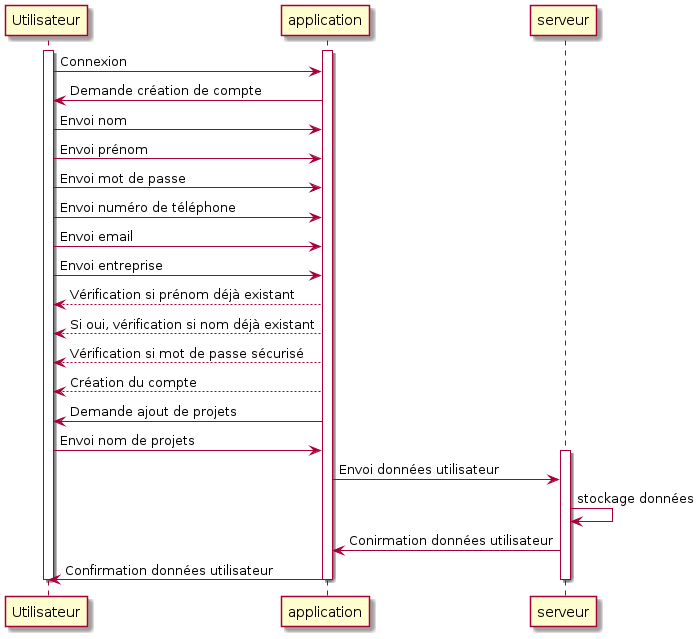 Utilisateur
application
serveur
Connexion
Demande création de compte
Envoi nom
Envoi prénom
Envoi mot de passe
Envoi numéro de téléphone
Envoi email
Envoi entreprise
Vérification si prénom déjà existant
Si oui, vérification si nom déjà existant
Vérification si mot de passe sécurisé
Création du compte
Demande ajout de projets
Envoi nom de projets
Envoi données utilisateur
stockage données
Conirmation données utilisateur
Confirmation données utilisateur
Utilisateur
application
serveur